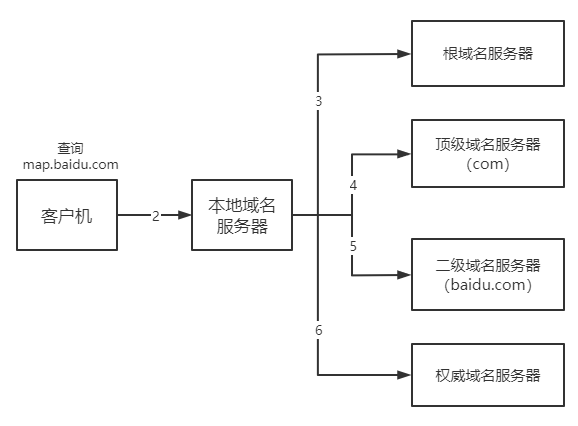 根域名服务器
3
查询
map.baidu.com
顶级域名服务器
（com）
4
客户机
2
本地域名
服务器
5
二级域名服务器
（baidu.com）
6
权威域名服务器